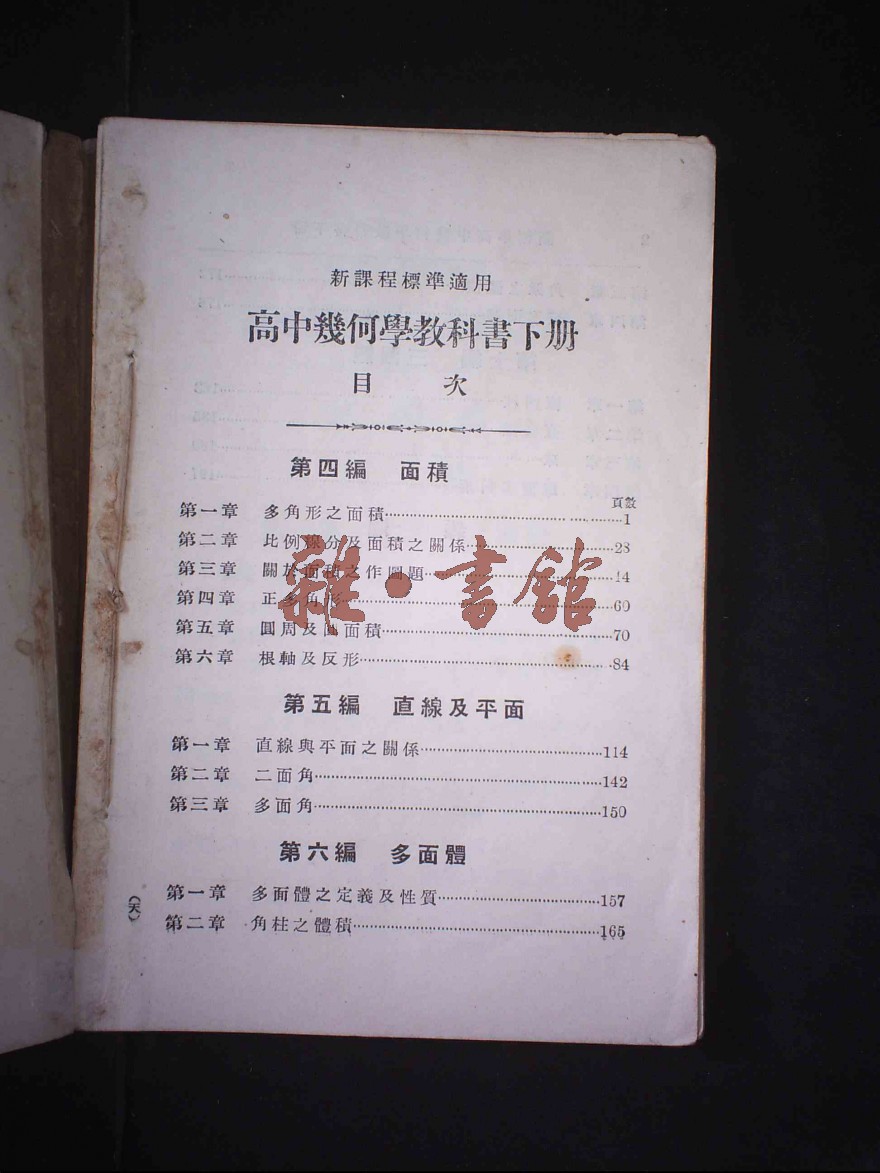 新課程標準適用
高中幾何學教科書下册
目 次
第四編 面積
頁數
第一章 多角形之面積……1
第二章 比例線分及面積之關係……28
第三章 關於面積之作圖題……44
第四章 正多角形……60
第五章 圓周及圓面積……70
第六章 根軸及反形……84
第五編 直線及平面
第一章 直線與平面之關係……114
第二章 二面角……142
第三章 多面角……150
第六編 多面體
第一章 多面體之定義及性質……157
第二章 角柱之體積……165
(天)
雜·書館